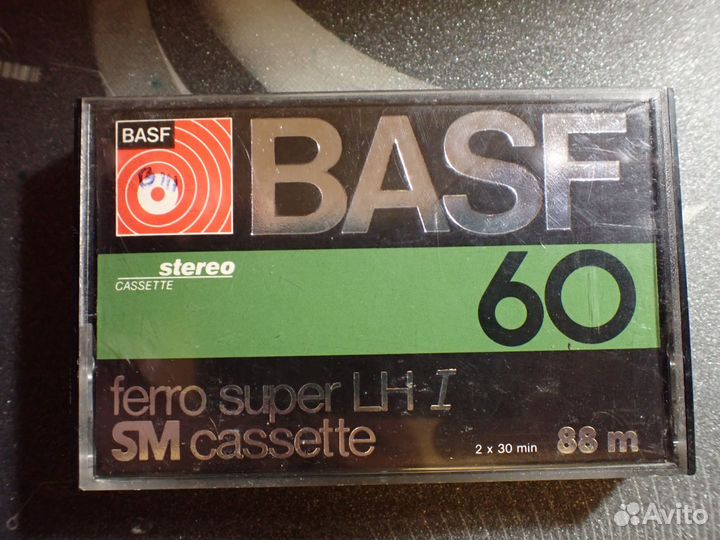 BASF
BASF
stereo
CASSETTE
60
ferro super LH I
SM cassette
2 x 30 min
88 m
Avito